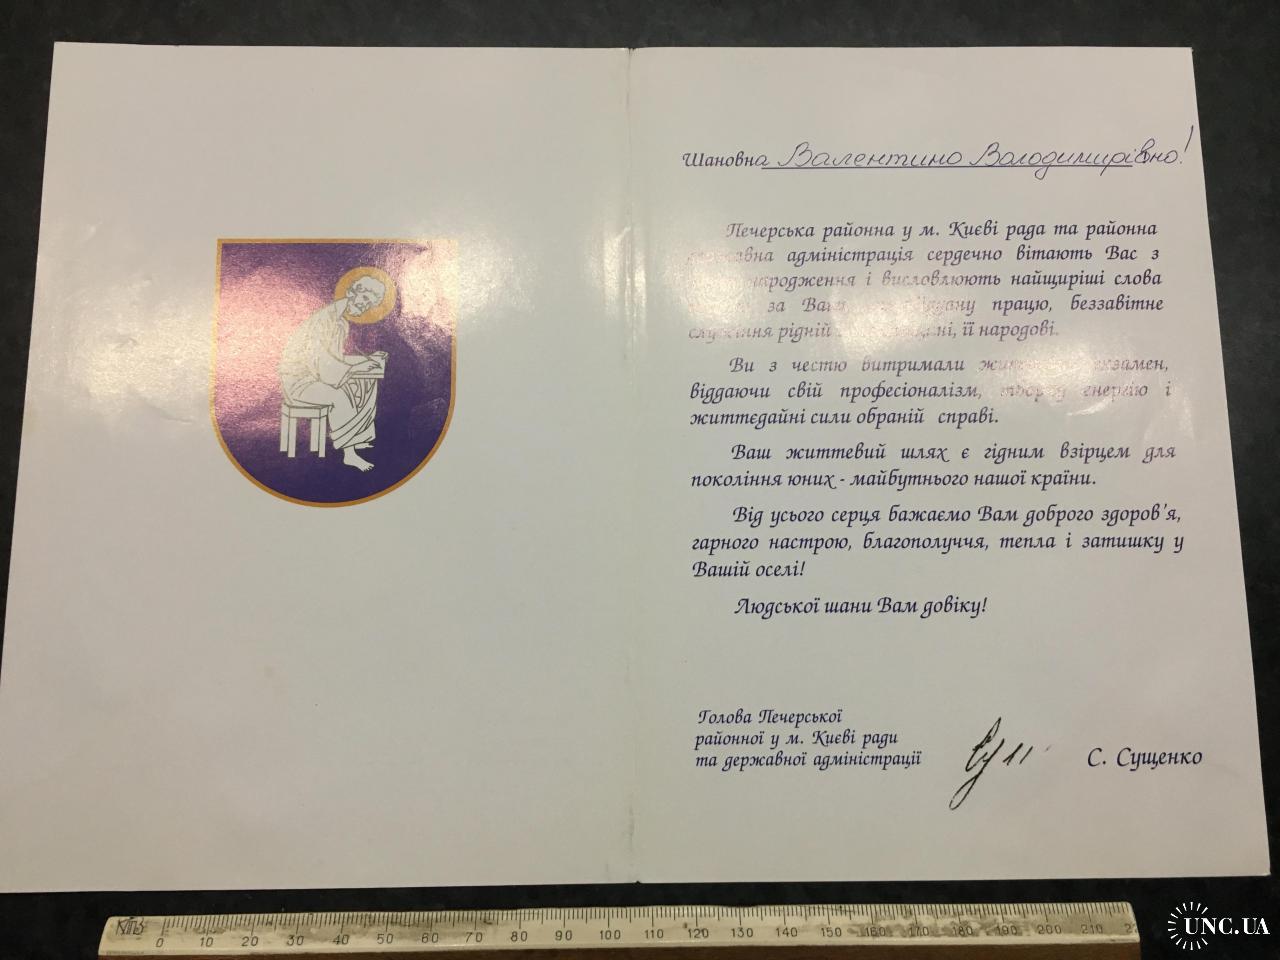 Шановна Валентино Володимирівно!
Печерська районна у м. Києві рада та районна
державна адміністрація сердечно вітають Вас з
висловлюють найщиріші слова
за Вашу працю, беззавітне
служіння рідній її народові.
Ви з честю витримали екзамен,
віддаючи свій професіоналізм, творчу енергію і
життєдайні сили обраній справі.
Ваш життєвий шлях є гідним взірцем для
покоління юних - майбутнього нашої країни.
Від усього серця бажаємо Вам доброго здоров'я,
гарного настрою, благополуччя, тепла і затишку у
Вашій оселі!
Людської шани Вам довіку!
Голова Печерської
районної у м. Києві ради
та державної адміністрації
С. Сущенко
0 10 20 30 40 50 60 70 80 90 100 110 120 130 140 150 160 170 180 190 200 210
UNC.UA